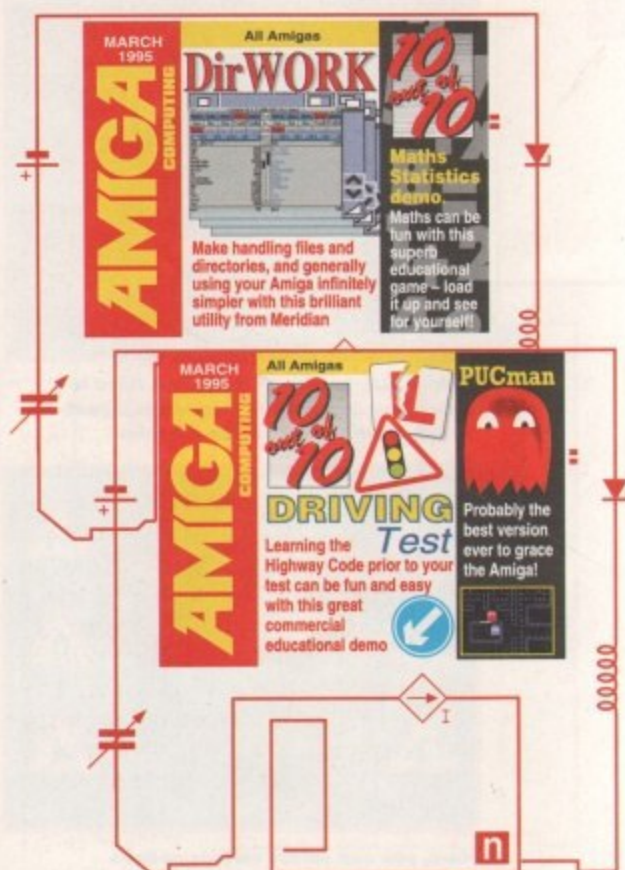 MARCH
1995
AMIGA
COMPUTING
All Amigas
DirWORK
Make handling files and
directories, and generally
using your Amiga infinitely
simpler with this brilliant
utility from Meridian
10
out of
10
Maths
Statistics
demo
Maths can be
fun with this
superb
educational
game – load
it up and see
for yourself!
MARCH
1995
AMIGA
COMPUTING
All Amigas
10
out of
10
L
DRIVING
Test
Learning the
Highway Code prior to your
test can be fun and easy
with this great
commercial
educational demo
PUCman
Probably the
best version
ever to grace
the Amiga!
+
+
I
n